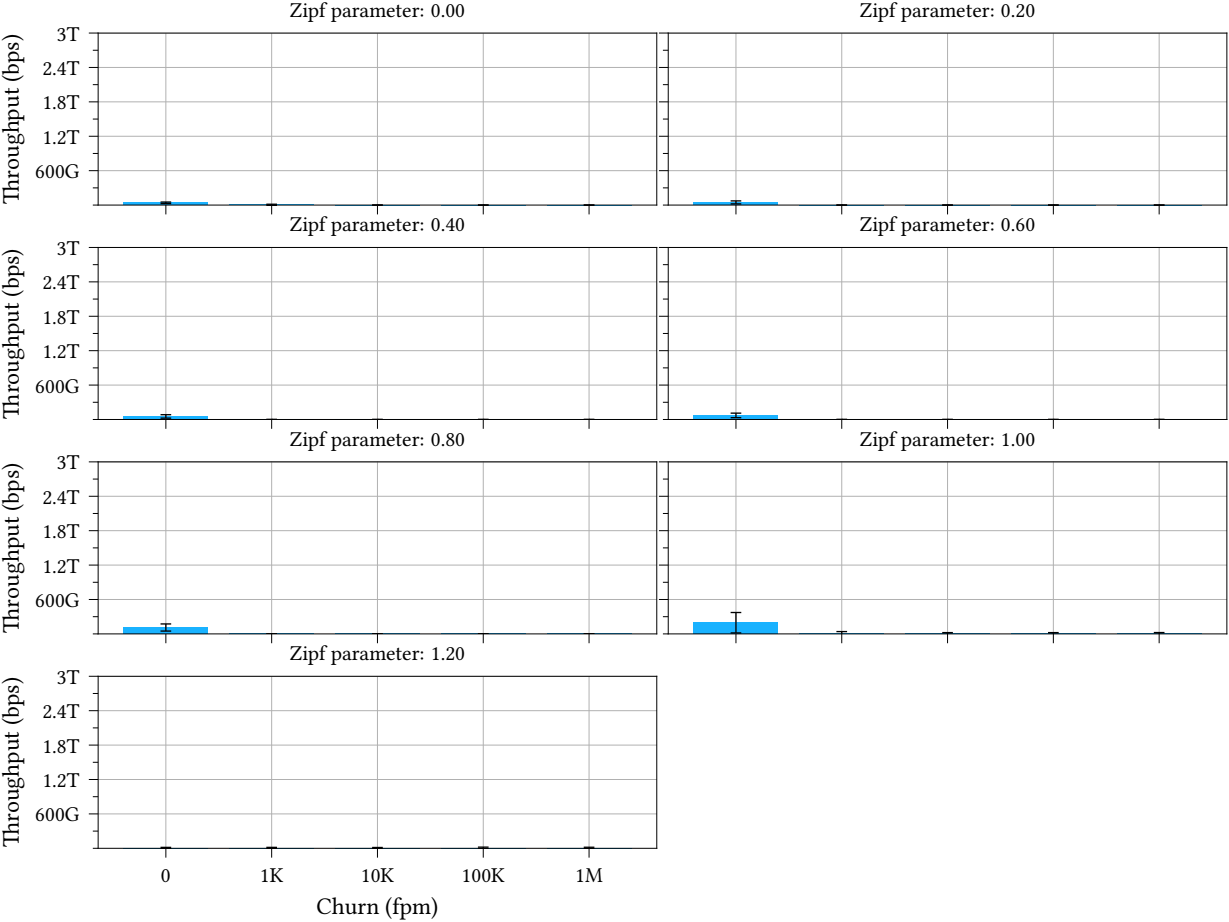 Zipf parameter: 0.00
Zipf parameter: 0.20
Throughput (bps)
3T
2.4T
1.8T
1.2T
600G
Zipf parameter: 0.40
Zipf parameter: 0.60
Throughput (bps)
3T
2.4T
1.8T
1.2T
600G
Zipf parameter: 0.80
Zipf parameter: 1.00
Throughput (bps)
3T
2.4T
1.8T
1.2T
600G
Zipf parameter: 1.20
Throughput (bps)
3T
2.4T
1.8T
1.2T
600G
0 1K 10K 100K 1M
Churn (fpm)